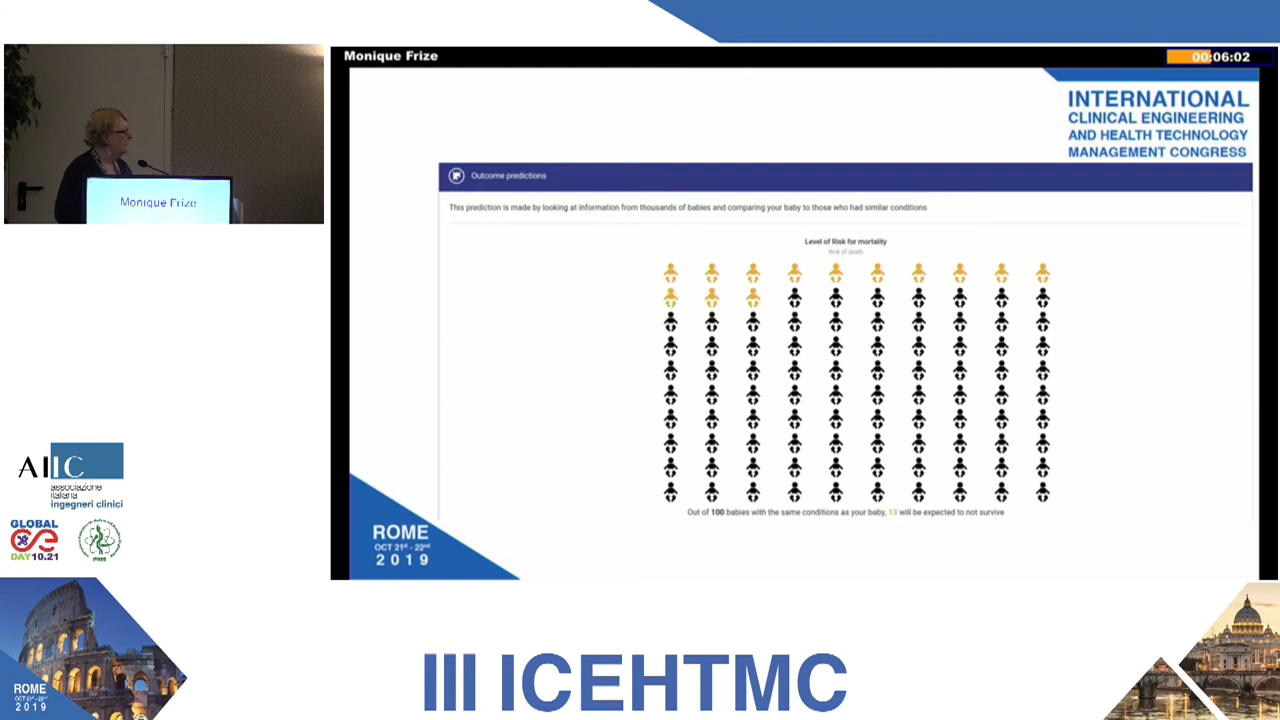 Monique Frize
00:06:02
INTERNATIONAL
CLINICAL ENGINEERING
AND HEALTH TECHNOLOGY
MANAGEMENT CONGRESS
Outcome predictions
This prediction is made by looking at information from thousands of babies and comparing your baby to those who had similar conditions
Level of Risk for mortality
Risk of death
Out of 100 babies with the same conditions as your baby, 13 will be expected to not survive
ROME
OCT 21st - 22nd
2019
Monique Frize
AIIC
associazione
italiana
ingegneri clinici
GLOBAL
CE
DAY10.21
ROME
OCT 21st - 22nd
2019
III ICEHTMC